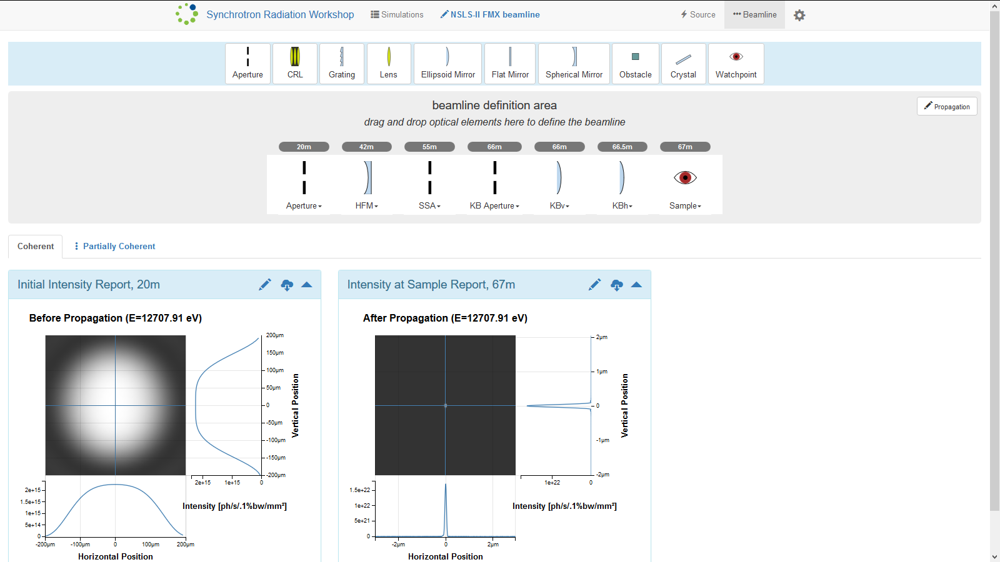 Synchrotron Radiation Workshop Simulations NSLS-II FMX beamline Source Beamline
Aperture CRL Grating Lens Ellipsoid Mirror Flat Mirror Spherical Mirror Obstacle Crystal Watchpoint
beamline definition area
Propagation
drag and drop optical elements here to define the beamline
20m 42m 55m 66m 66m 66.5m 67m
Aperture HFM SSA KB Aperture KBv KBh Sample
Coherent Partially Coherent
Initial Intensity Report, 20m
Before Propagation (E=12707.91 eV)
200µm
150µm
100µm
50µm
0
-50µm
-100µm
-150µm
-200µm
Vertical Position
2e+15 1e+15 0
Intensity [ph/s/.1%bw/mm²]
2e+15
1.5e+15
1e+15
5e+14
0
-200µm -100µm 0 100µm 200µm
Horizontal Position
Intensity at Sample Report, 67m
After Propagation (E=12707.91 eV)
2µm
1µm
0
-1µm
-2µm
Vertical Position
1e+22 0
Intensity [ph/s/.1%bw/mm²]
1.5e+22
1e+22
5e+21
0
-2µm 0 2µm
Horizontal Position